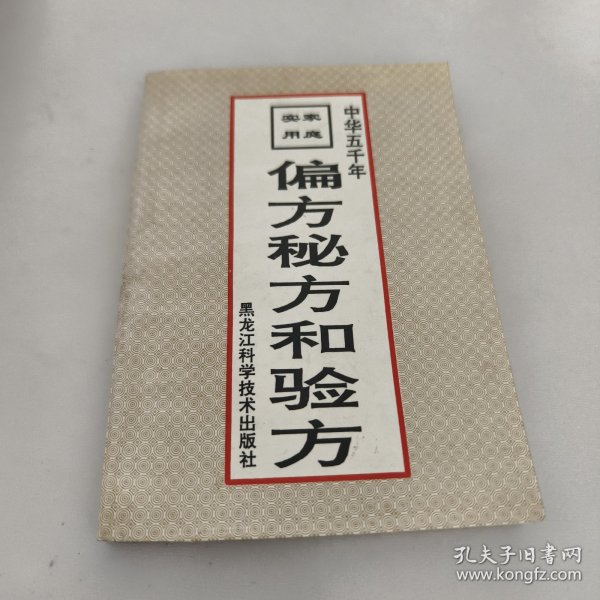 中华五千年
家庭
实用
偏方秘方和验方
黑龙江科学技术出版社
孔夫子旧书网
www.kongfz.com